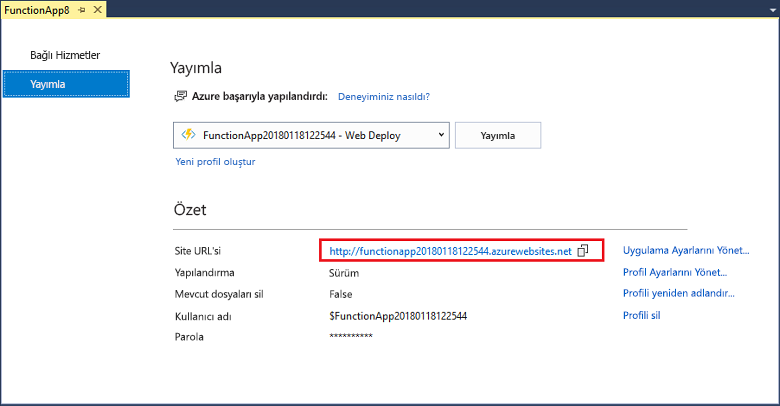 FunctionApp8
Bağlı Hizmetler
Yayımla
Yayımla
Azure başarıyla yapılandırdı: Deneyiminiz nasıldı?
FunctionApp20180118122544 - Web Deploy Yayımla
Yeni profil oluştur
Özet
Site URL'si http://functionapp20180118122544.azurewebsites.net Uygulama Ayarlarını Yönet...
Yapılandırma Sürüm Profil Ayarlarını Yönet...
Mevcut dosyaları sil False Profili yeniden adlandır...
Kullanıcı adı $FunctionApp20180118122544 Profili sil
Parola **********